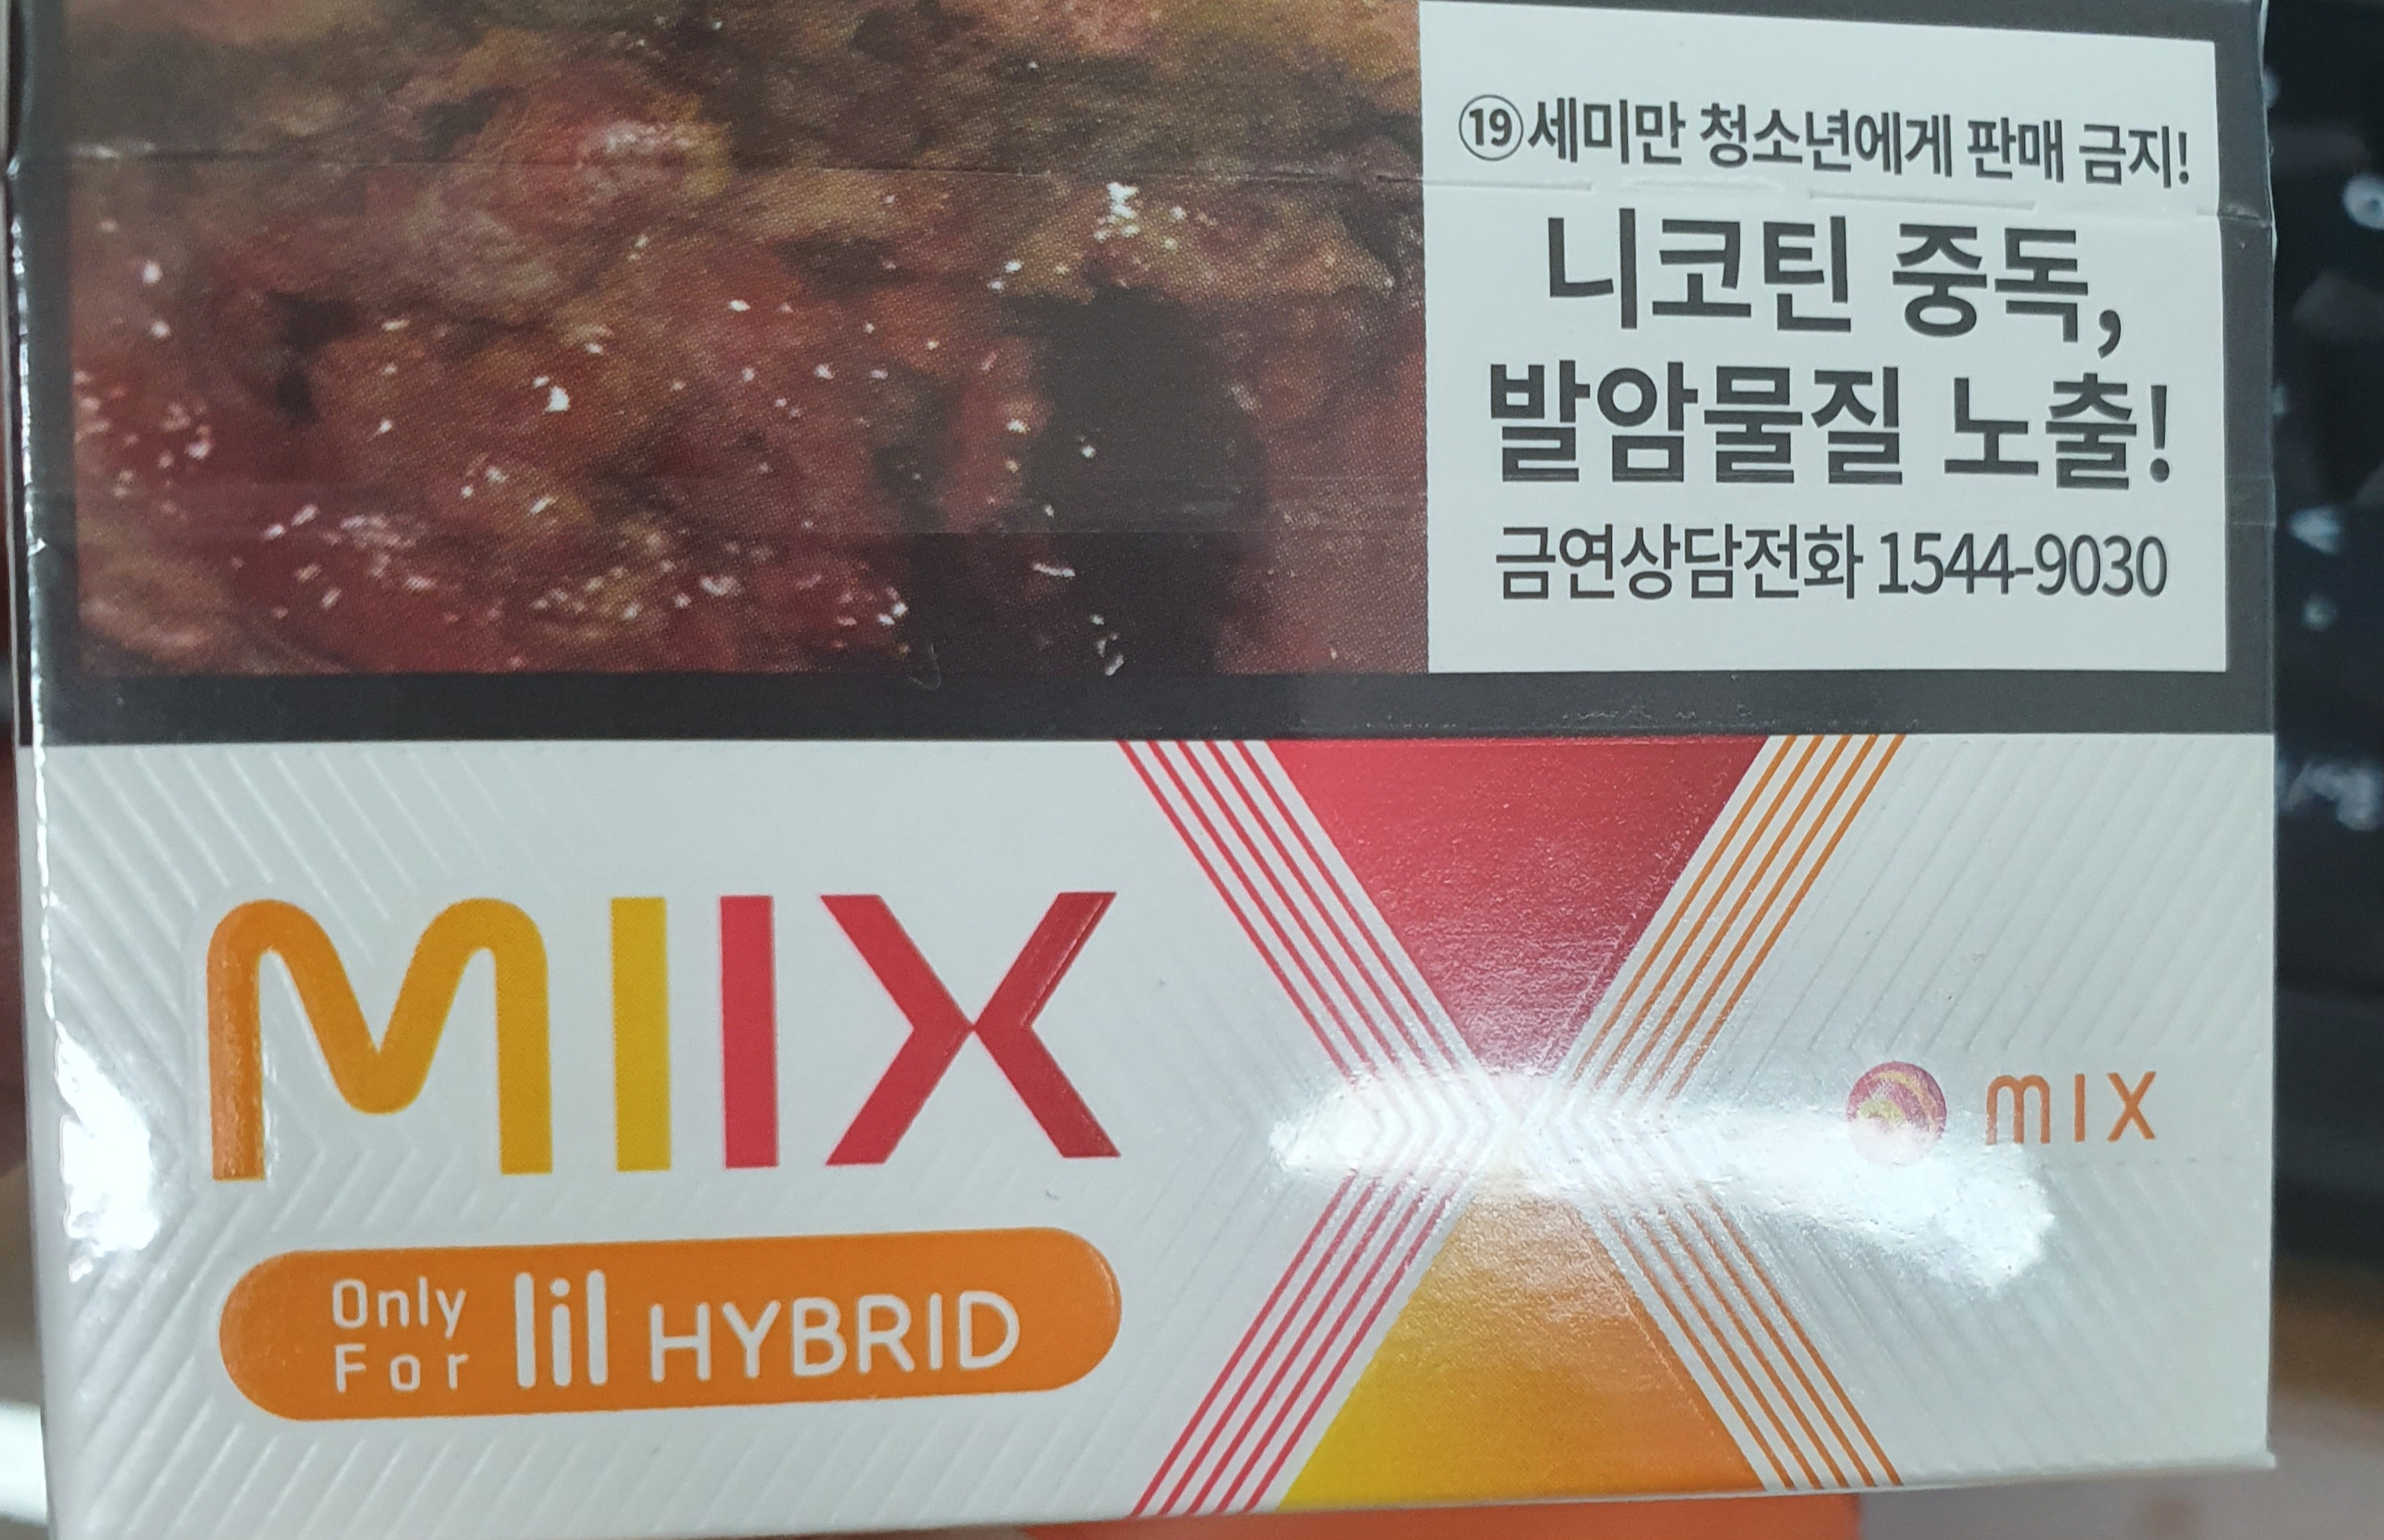 ⑲세미만 청소년에게 판매 금지!
니코틴 중독,
발암물질 노출!
금연상담전화 1544-9030
MIIX
mIX
Only
For
lil HYBRID